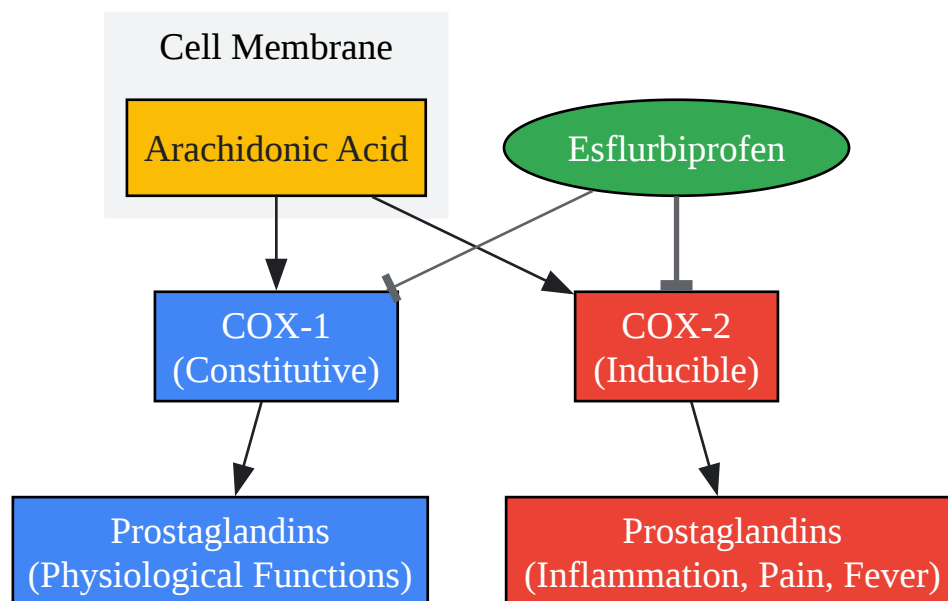 Cell Membrane
Arachidonic Acid
Esflurbiprofen
COX-1
(Constitutive)
COX-2
(Inducible)
Prostaglandins
(Physiological Functions)
Prostaglandins
(Inflammation, Pain, Fever)